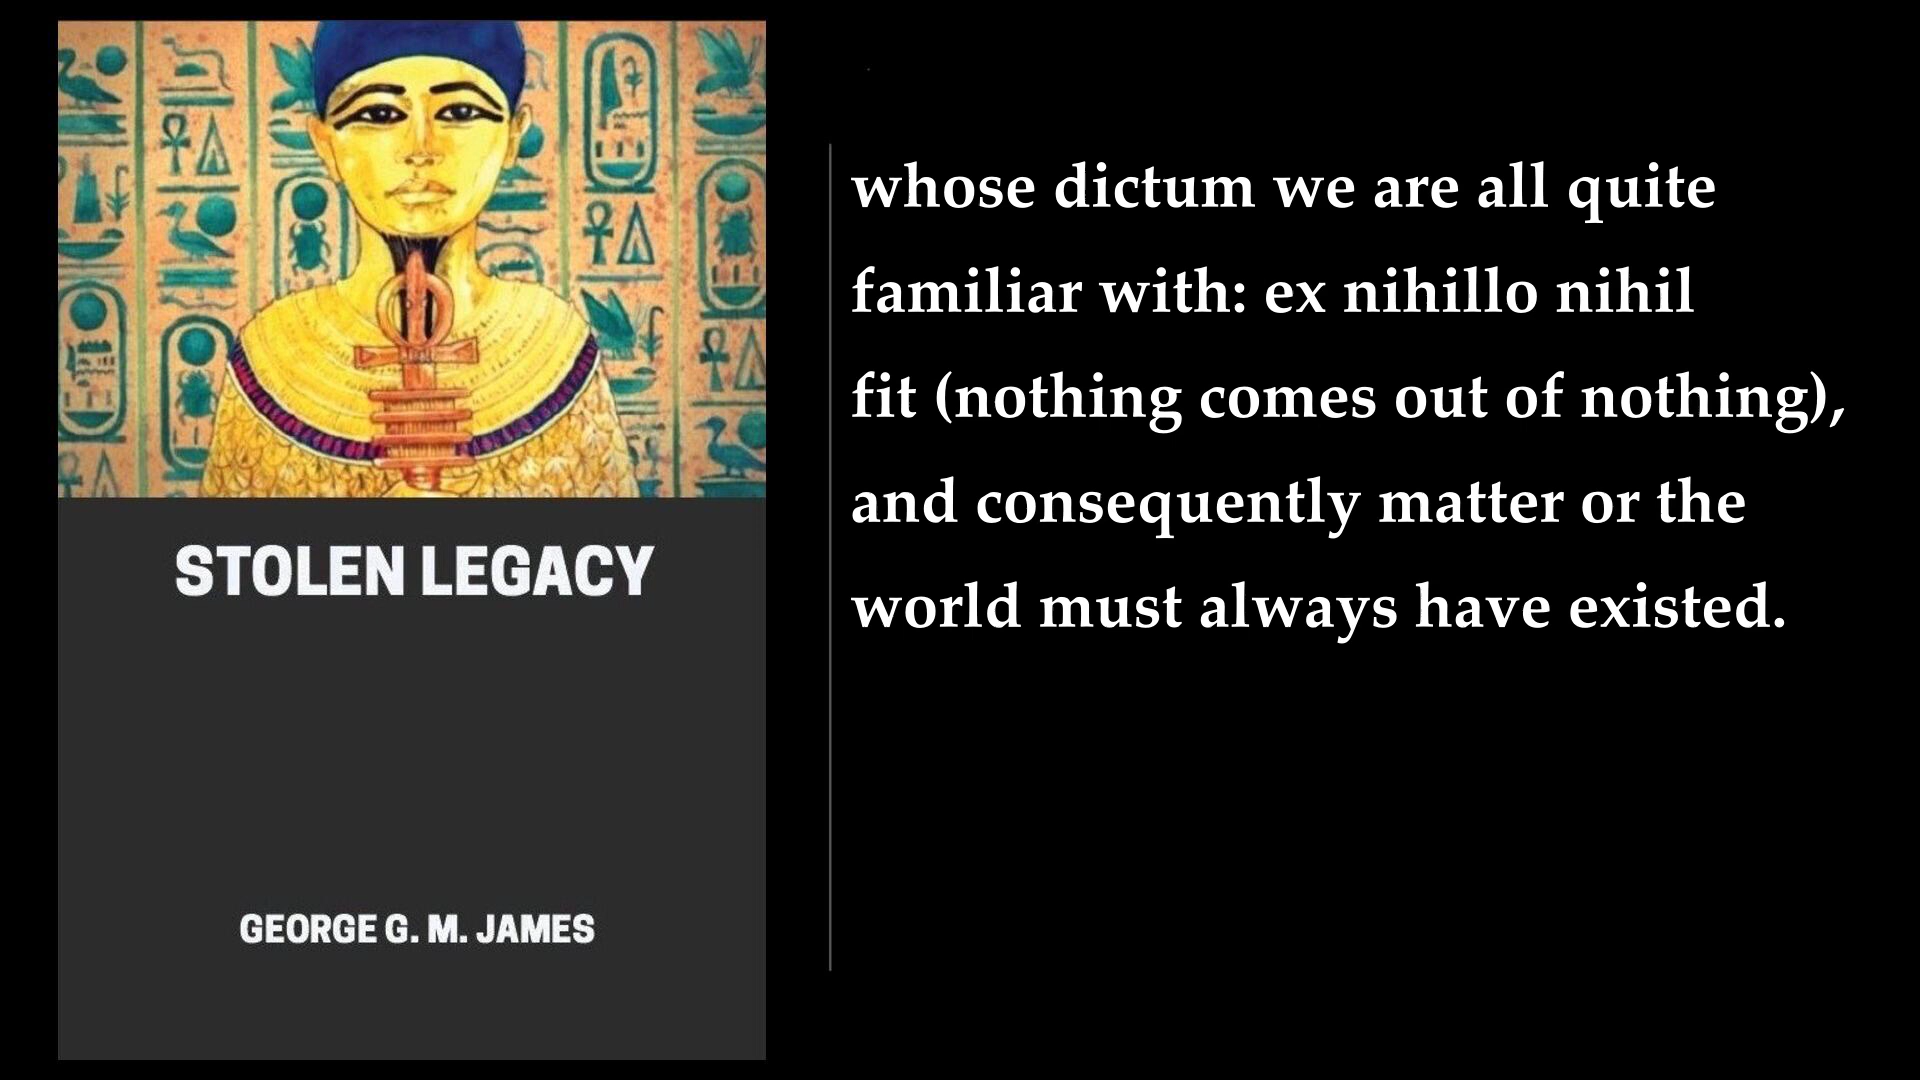 STOLEN LEGACY
GEORGE G. M. JAMES
whose dictum we are all quite
familiar with: ex nihillo nihil
fit (nothing comes out of nothing),
and consequently matter or the
world must always have existed.